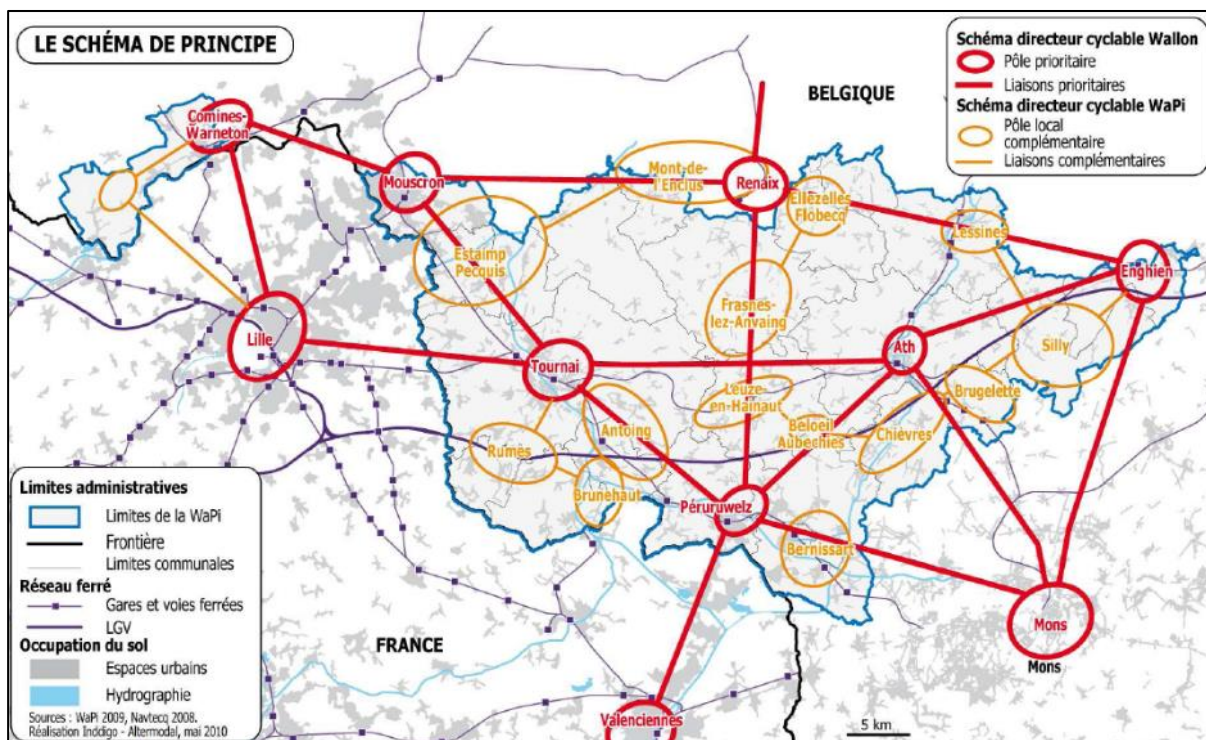 LE SCHÉMA DE PRINCIPE
Schéma directeur cyclable Wallon
Pôle prioritaire
Liaisons prioritaires
Schéma directeur cyclable WaPi
Pôle local
complémentaire
Liaisons complémentaires
BELGIQUE
Comines-
Warneton
Mouscron
Mont-de-
l'Enclus
Renaix
Ellezelles
Flobecq
Lessines
Enghien
Estaimp
Pecquis
Frasnes-
lez-Anvaing
Lille
Tournai
Ath
Silly
Leuze-
en-Hainaut
Brugelette
Antoing
Beloeil
Aubechies
Chièvres
Rumes
Brunehaut
Péruruwelz
Bernissart
Mons
Mons
FRANCE
Valenciennes
5 km
Limites administratives
Limites de la WaPi
Frontière
Limites communales
Réseau ferré
Gares et voies ferrées
LGV
Occupation du sol
Espaces urbains
Hydrographie
Sources : WaPi 2009, Navtecq 2008.
Réalisation Inddigo - Altermodal, mai 2010